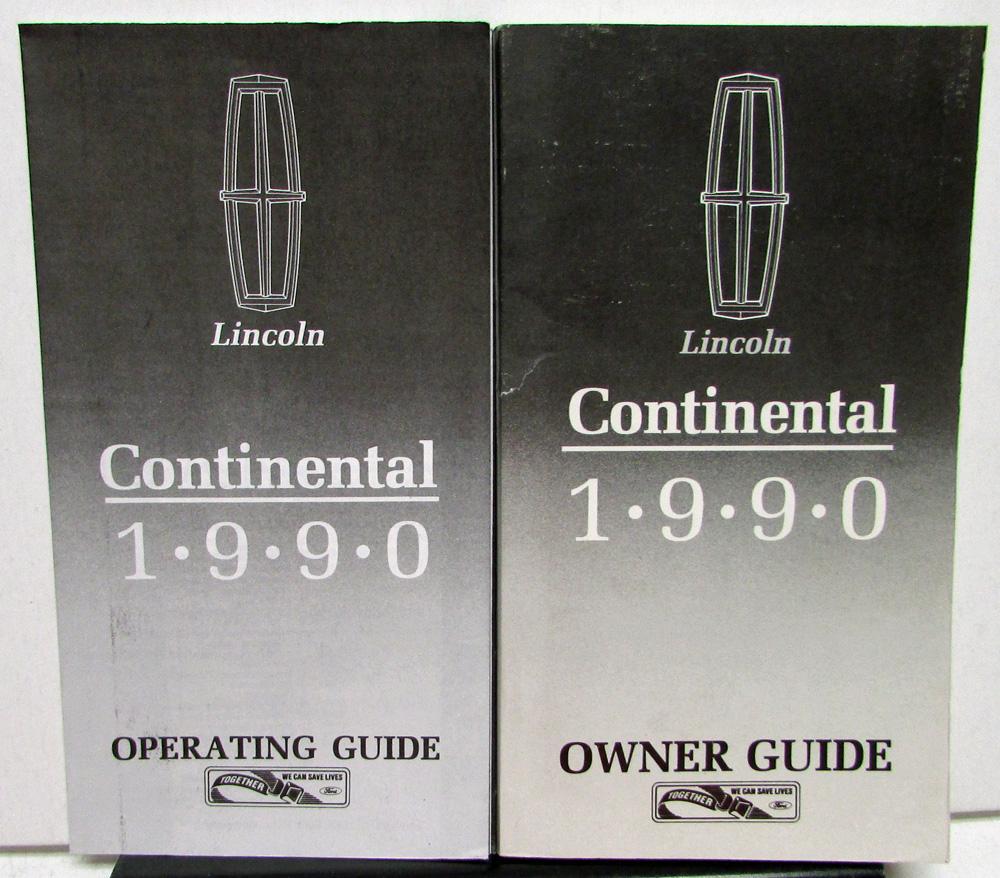 Lincoln
Continental
1•9•9•0
OPERATING GUIDE
TOGETHER
WE CAN SAVE LIVES
Ford
Lincoln
Continental
1•9•9•0
OWNER GUIDE
TOGETHER
WE CAN SAVE LIVES
Ford